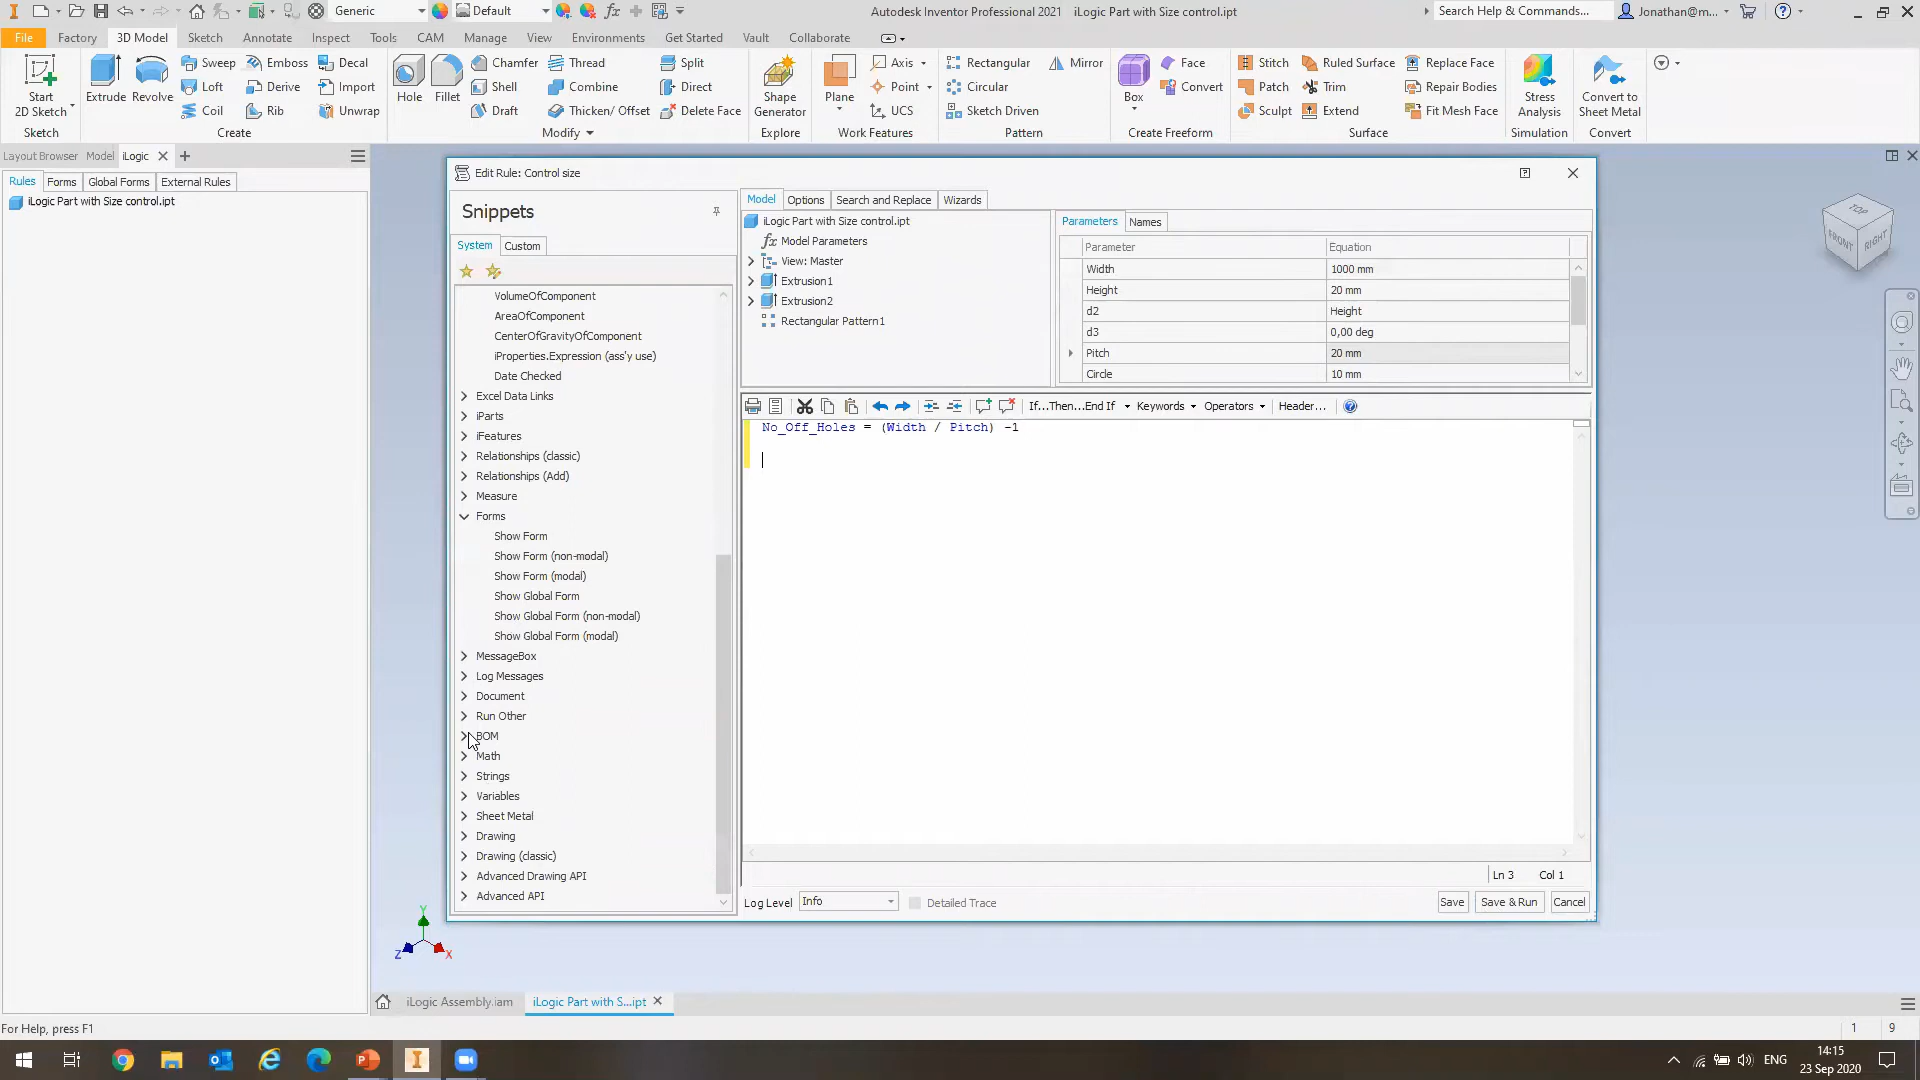 Generic Default Autodesk Inventor Professional 2021 iLogic Part with Size control.ipt Search Help & Commands... Jonathan@m...
File Factory 3D Model Sketch Annotate Inspect Tools CAM Manage View Environments Get Started Vault Collaborate
Start
2D Sketch
Sketch
Extrude Revolve
Sweep Emboss Decal
Loft Derive Import
Coil Rib Unwrap
Create
Hole Fillet
Chamfer Thread Split
Shell Combine Direct
Draft Thicken/ Offset Delete Face
Modify
Shape
Generator
Explore
Plane
Axis
Point
UCS
Work Features
Rectangular Mirror
Circular
Sketch Driven
Pattern
Box
Face
Convert
Create Freeform
Stitch Ruled Surface Replace Face
Patch Trim Repair Bodies
Sculpt Extend Fit Mesh Face
Surface
Stress
Analysis
Simulation
Convert to
Sheet Metal
Convert
Layout Browser Model iLogic
Rules Forms Global Forms External Rules
iLogic Part with Size control.ipt
Edit Rule: Control size
Snippets
System Custom
VolumeOfComponent
AreaOfComponent
CenterOfGravityOfComponent
iProperties.Expression (ass'y use)
Date Checked
Excel Data Links
iParts
iFeatures
Relationships (classic)
Relationships (Add)
Measure
Forms
Show Form
Show Form (non-modal)
Show Form (modal)
Show Global Form
Show Global Form (non-modal)
Show Global Form (modal)
MessageBox
Log Messages
Document
Run Other
BOM
Math
Strings
Variables
Sheet Metal
Drawing
Drawing (classic)
Advanced Drawing API
Advanced API
Model Options Search and Replace Wizards
iLogic Part with Size control.ipt
Model Parameters
View: Master
Extrusion1
Extrusion2
Rectangular Pattern1
Parameters Names
Parameter Equation
Width 1000 mm
Height 20 mm
d2 Height
d3 0,00 deg
Pitch 20 mm
Circle 10 mm
If...Then...End If Keywords Operators Header...
No_Off_Holes = (Width / Pitch) -1
Ln 3 Col 1
Log Level Info Detailed Trace Save Save & Run Cancel
TOP
FRONT RIGHT
Y
Z X
iLogic Assembly.iam iLogic Part with S...ipt
For Help, press F1 1 9
ENG 14:15
23 Sep 2020